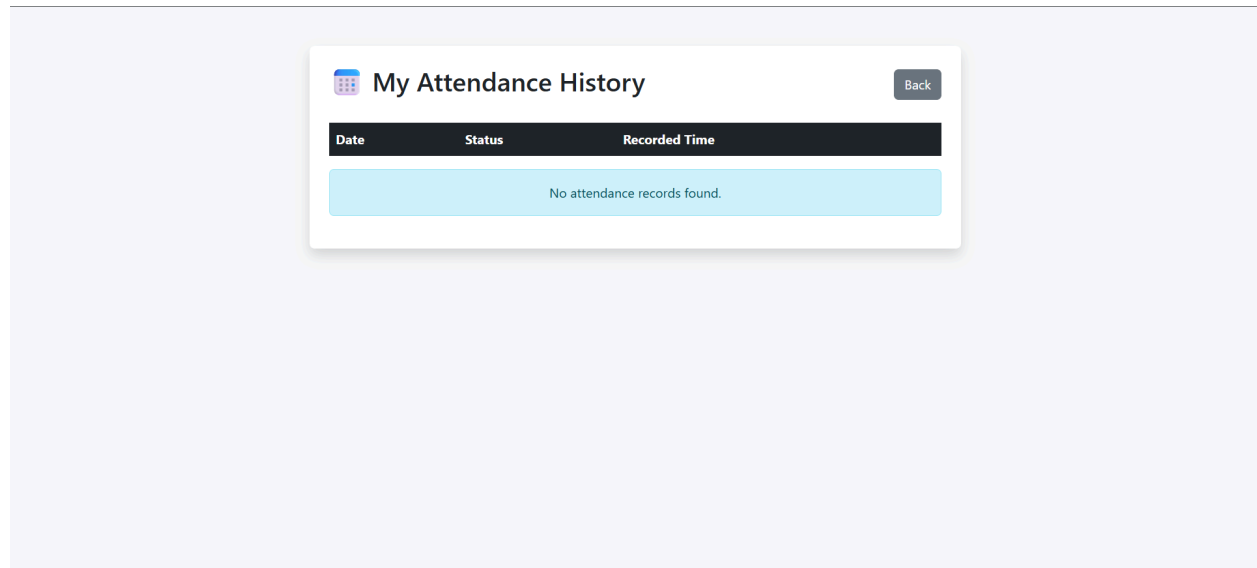 My Attendance History
Back
Date Status Recorded Time
No attendance records found.